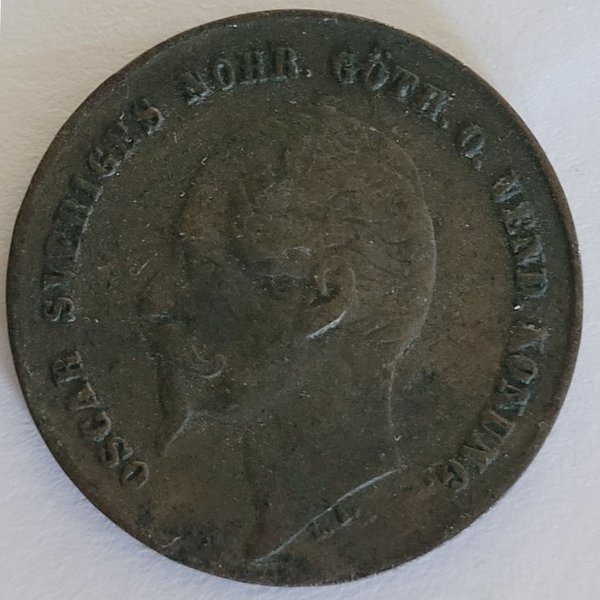 OSCAR SVERIGES NORR. GÖTH. O. VEND. KONUNG.
L. A.